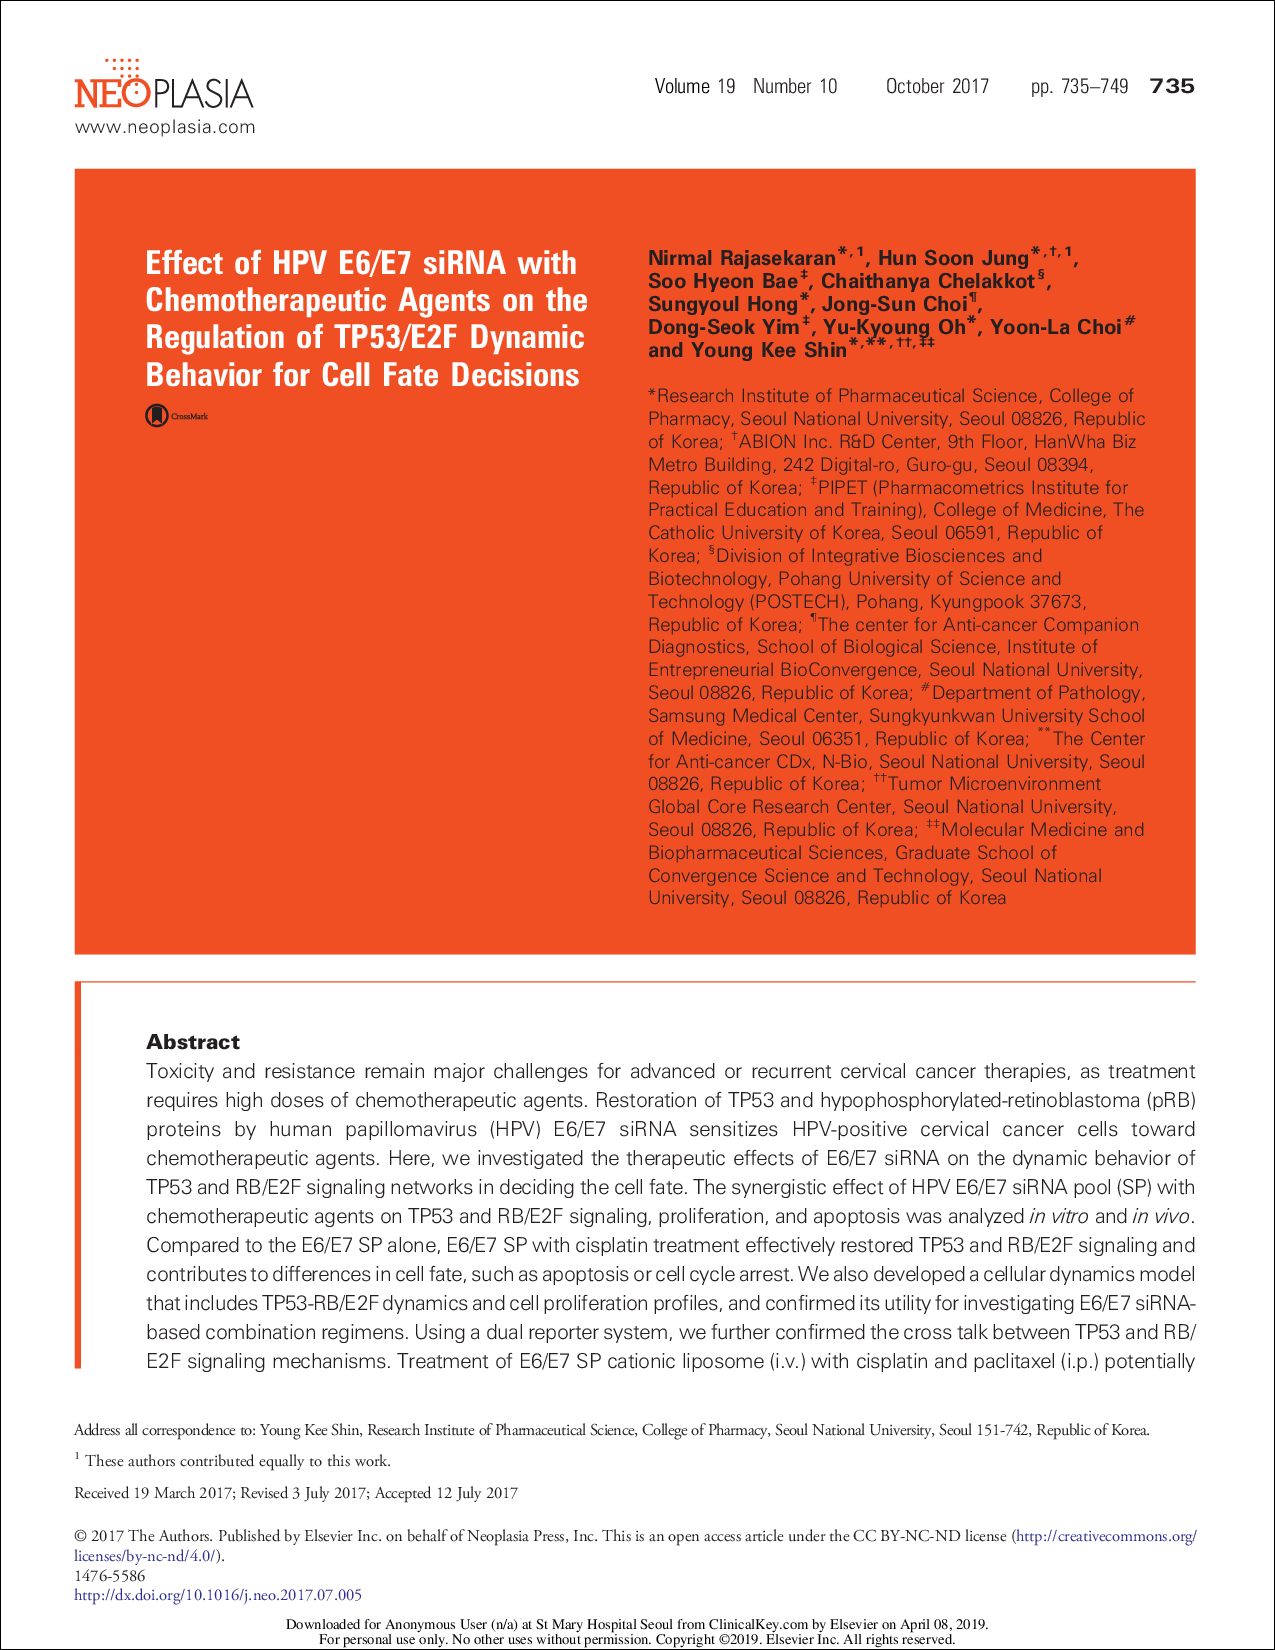 NEOPLASIA
www.neoplasia.com
Volume 19 Number 10 October 2017 pp. 735–749 735
Effect of HPV E6/E7 siRNA with
Chemotherapeutic Agents on the
Regulation of TP53/E2F Dynamic
Behavior for Cell Fate Decisions
CrossMark
Nirmal Rajasekaran*,1, Hun Soon Jung*,†,1,
Soo Hyeon Bae‡, Chaithanya Chelakkot§,
Sungyoul Hong*, Jong-Sun Choi¶,
Dong-Seok Yim‡, Yu-Kyoung Oh*, Yoon-La Choi#
and Young Kee Shin*,**,††,‡‡
*Research Institute of Pharmaceutical Science, College of
Pharmacy, Seoul National University, Seoul 08826, Republic
of Korea; †ABION Inc. R&D Center, 9th Floor, HanWha Biz
Metro Building, 242 Digital-ro, Guro-gu, Seoul 08394,
Republic of Korea; ‡PIPET (Pharmacometrics Institute for
Practical Education and Training), College of Medicine, The
Catholic University of Korea, Seoul 06591, Republic of
Korea; §Division of Integrative Biosciences and
Biotechnology, Pohang University of Science and
Technology (POSTECH), Pohang, Kyungpook 37673,
Republic of Korea; ¶The center for Anti-cancer Companion
Diagnostics, School of Biological Science, Institute of
Entrepreneurial BioConvergence, Seoul National University,
Seoul 08826, Republic of Korea; #Department of Pathology,
Samsung Medical Center, Sungkyunkwan University School
of Medicine, Seoul 06351, Republic of Korea; **The Center
for Anti-cancer CDx, N-Bio, Seoul National University, Seoul
08826, Republic of Korea; ††Tumor Microenvironment
Global Core Research Center, Seoul National University,
Seoul 08826, Republic of Korea; ‡‡Molecular Medicine and
Biopharmaceutical Sciences, Graduate School of
Convergence Science and Technology, Seoul National
University, Seoul 08826, Republic of Korea
Abstract
Toxicity and resistance remain major challenges for advanced or recurrent cervical cancer therapies, as treatment
requires high doses of chemotherapeutic agents. Restoration of TP53 and hypophosphorylated-retinoblastoma (pRB)
proteins by human papillomavirus (HPV) E6/E7 siRNA sensitizes HPV-positive cervical cancer cells toward
chemotherapeutic agents. Here, we investigated the therapeutic effects of E6/E7 siRNA on the dynamic behavior of
TP53 and RB/E2F signaling networks in deciding the cell fate. The synergistic effect of HPV E6/E7 siRNA pool (SP) with
chemotherapeutic agents on TP53 and RB/E2F signaling, proliferation, and apoptosis was analyzed in vitro and in vivo.
Compared to the E6/E7 SP alone, E6/E7 SP with cisplatin treatment effectively restored TP53 and RB/E2F signaling and
contributes to differences in cell fate, such as apoptosis or cell cycle arrest. We also developed a cellular dynamics model
that includes TP53-RB/E2F dynamics and cell proliferation profiles, and confirmed its utility for investigating E6/E7 siRNA-
based combination regimens. Using a dual reporter system, we further confirmed the cross talk between TP53 and RB/
E2F signaling mechanisms. Treatment of E6/E7 SP cationic liposome (i.v.) with cisplatin and paclitaxel (i.p.) potentially
Address all correspondence to: Young Kee Shin, Research Institute of Pharmaceutical Science, College of Pharmacy, Seoul National University, Seoul 151-742, Republic of Korea.
1 These authors contributed equally to this work.
Received 19 March 2017; Revised 3 July 2017; Accepted 12 July 2017
© 2017 The Authors. Published by Elsevier Inc. on behalf of Neoplasia Press, Inc. This is an open access article under the CC BY-NC-ND license (http://creativecommons.org/
licenses/by-nc-nd/4.0/).
1476-5586
http://dx.doi.org/10.1016/j.neo.2017.07.005
Downloaded for Anonymous User (n/a) at St Mary Hospital Seoul from ClinicalKey.com by Elsevier on April 08, 2019.
For personal use only. No other uses without permission. Copyright ©2019. Elsevier Inc. All rights reserved.